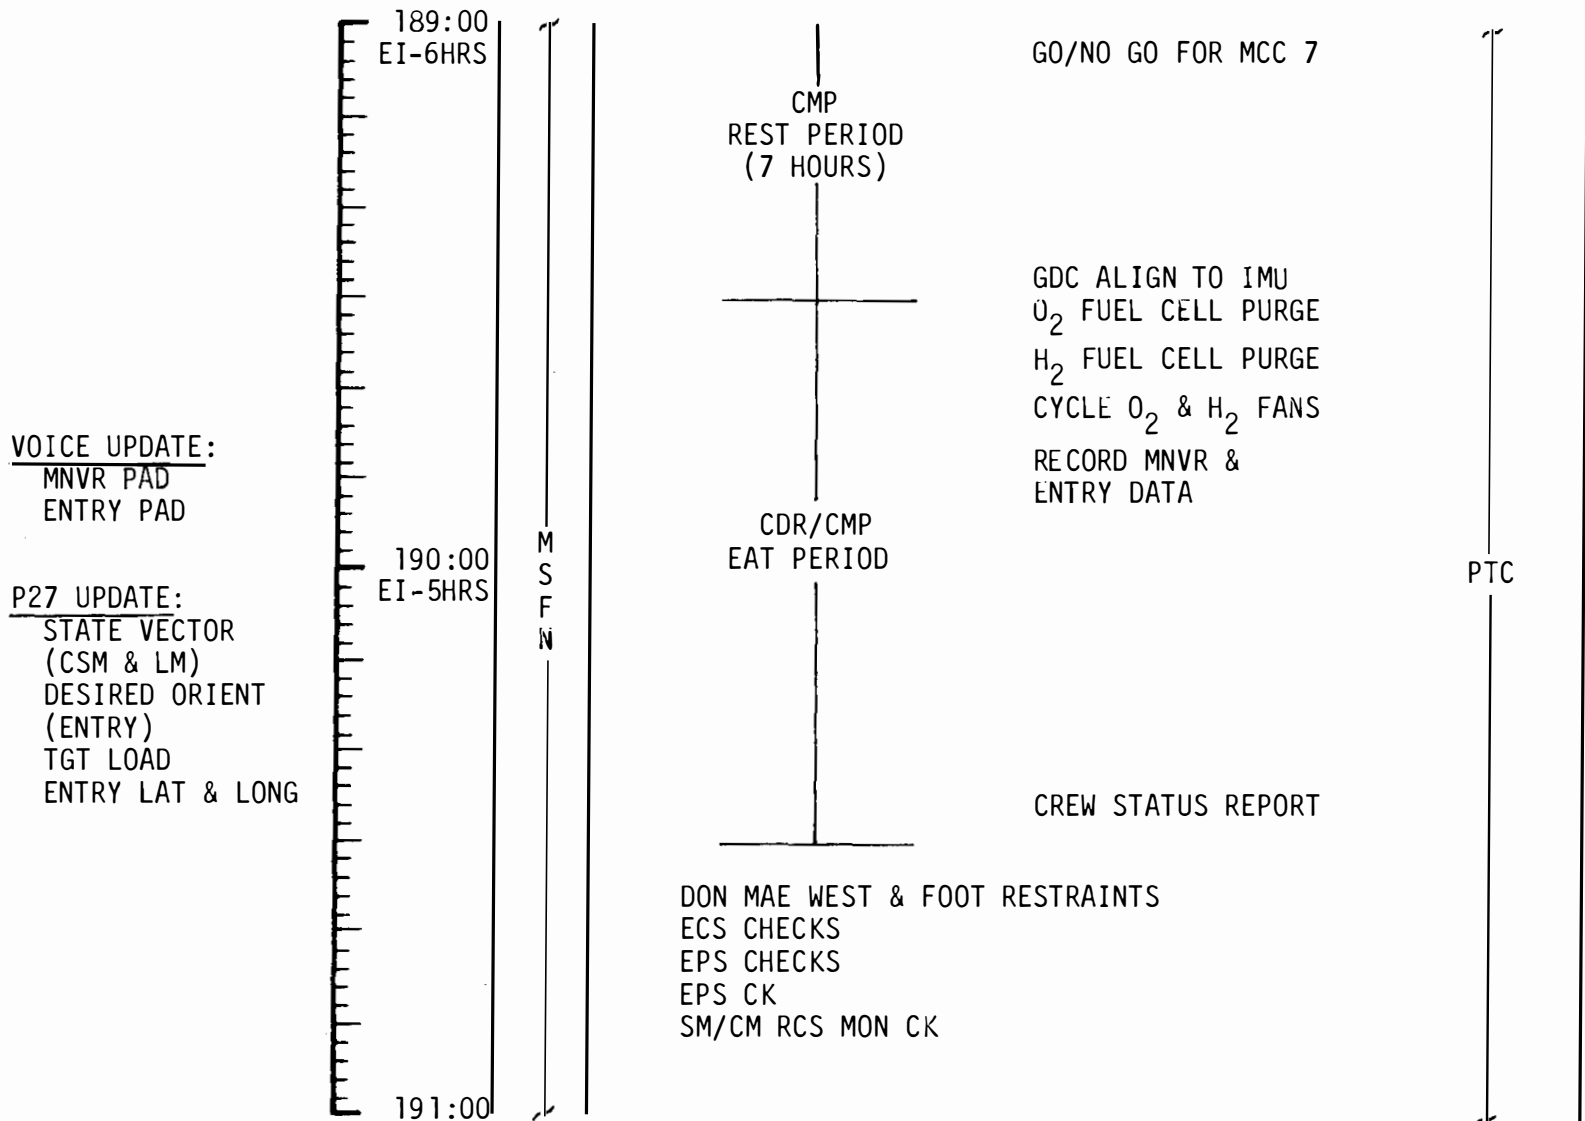 189:00
EI-6HRS
GO/NO GO FOR MCC 7
CMP
REST PERIOD
(7 HOURS)
GDC ALIGN TO IMU
O2 FUEL CELL PURGE
H2 FUEL CELL PURGE
CYCLE O2 & H2 FANS
RECORD MNVR &
ENTRY DATA
VOICE UPDATE:
MNVR PAD
ENTRY PAD
CDR/CMP
EAT PERIOD
190:00
EI-5HRS
M
S
F
N
PTC
P27 UPDATE:
STATE VECTOR
(CSM & LM)
DESIRED ORIENT
(ENTRY)
TGT LOAD
ENTRY LAT & LONG
CREW STATUS REPORT
DON MAE WEST & FOOT RESTRAINTS
ECS CHECKS
EPS CHECKS
EPS CK
SM/CM RCS MON CK
191:00